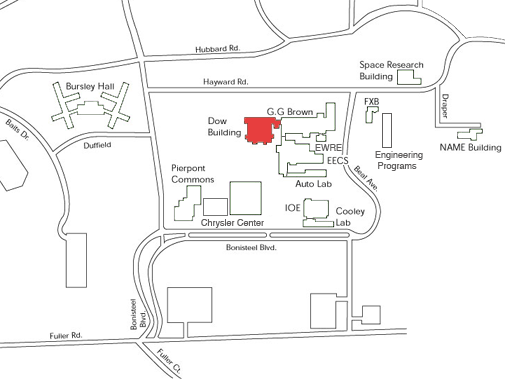 Hubbard Rd.
Space Research
Building
Hayward Rd.
Bursley Hall
FXB
Draper
G.G Brown
Dow
Building
Baits Dr.
Duffield
EWRE
EECS
Engineering
Programs
NAME Building
Pierpont
Commons
Auto Lab
Beal Ave.
IOE
Cooley
Lab
Chrysler Center
Bonisteel Blvd.
Bonisteel
Blvd.
Fuller Rd.
Fuller Ct.